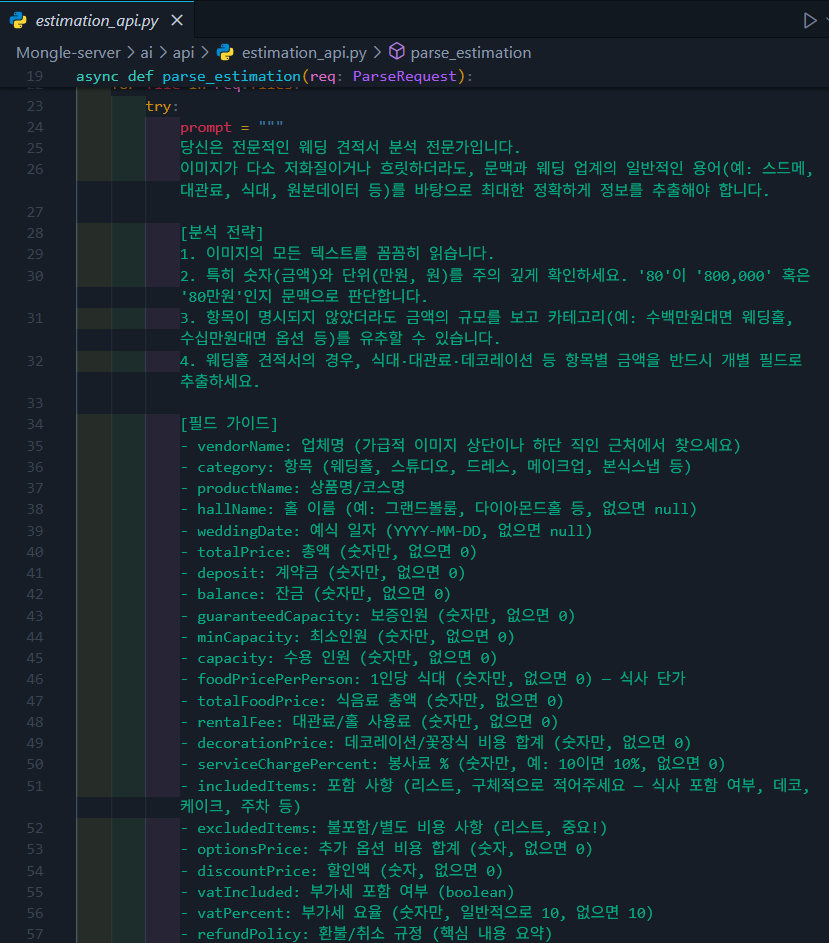 estimation_api.py
Mongle-server > ai > api > estimation_api.py > parse_estimation
19 async def parse_estimation(req: ParseRequest):
23 try:
24 prompt = """
25 당신은 전문적인 웨딩 견적서 분석 전문가입니다.
26 이미지가 다소 저화질이거나 흐릿하더라도, 문맥과 웨딩 업계의 일반적인 용어(예: 스드메,
대관료, 식대, 원본데이터 등)를 바탕으로 최대한 정확하게 정보를 추출해야 합니다.
27
28 [분석 전략]
29 1. 이미지의 모든 텍스트를 꼼꼼히 읽습니다.
30 2. 특히 숫자(금액)와 단위(만원, 원)를 주의 깊게 확인하세요. '80'이 '800,000' 혹은
'80만원'인지 문맥으로 판단합니다.
31 3. 항목이 명시되지 않았더라도 금액의 규모를 보고 카테고리(예: 수백만원대면 웨딩홀,
수십만원대면 옵션 등)를 유추할 수 있습니다.
32 4. 웨딩홀 견적서의 경우, 식대·대관료·데코레이션 등 항목별 금액을 반드시 개별 필드로
추출하세요.
33
34 [필드 가이드]
35 - vendorName: 업체명 (가급적 이미지 상단이나 하단 직인 근처에서 찾으세요)
36 - category: 항목 (웨딩홀, 스튜디오, 드레스, 메이크업, 본식스냅 등)
37 - productName: 상품명/코스명
38 - hallName: 홀 이름 (예: 그랜드볼룸, 다이아몬드홀 등, 없으면 null)
39 - weddingDate: 예식 일자 (YYYY-MM-DD, 없으면 null)
40 - totalPrice: 총액 (숫자만, 없으면 0)
41 - deposit: 계약금 (숫자만, 없으면 0)
42 - balance: 잔금 (숫자만, 없으면 0)
43 - guaranteedCapacity: 보증인원 (숫자만, 없으면 0)
44 - minCapacity: 최소인원 (숫자만, 없으면 0)
45 - capacity: 수용 인원 (숫자만, 없으면 0)
46 - foodPricePerPerson: 1인당 식대 (숫자만, 없으면 0) — 식사 단가
47 - totalFoodPrice: 식음료 총액 (숫자만, 없으면 0)
48 - rentalFee: 대관료/홀 사용료 (숫자만, 없으면 0)
49 - decorationPrice: 데코레이션/꽃장식 비용 합계 (숫자만, 없으면 0)
50 - serviceChargePercent: 봉사료 % (숫자만, 예: 10이면 10%, 없으면 0)
51 - includedItems: 포함 사항 (리스트, 구체적으로 적어주세요 — 식사 포함 여부, 데코,
케이크, 주차 등)
52 - excludedItems: 불포함/별도 비용 사항 (리스트, 중요!)
53 - optionsPrice: 추가 옵션 비용 합계 (숫자, 없으면 0)
54 - discountPrice: 할인액 (숫자, 없으면 0)
55 - vatIncluded: 부가세 포함 여부 (boolean)
56 - vatPercent: 부가세 요율 (숫자만, 일반적으로 10, 없으면 10)
57 - refundPolicy: 환불/취소 규정 (핵심 내용 요약)